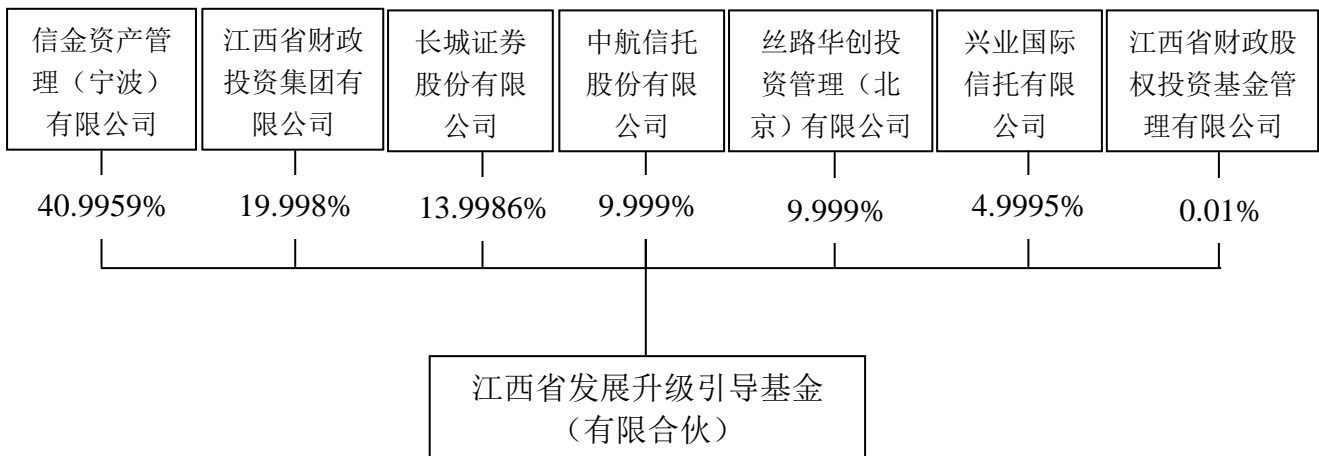 信金资产管
理（宁波）
有限公司
江西省财政
投资集团有
限公司
长城证券
股份有限
公司
中航信托
股份有限
公司
丝路华创投
资管理（北
京）有限公司
兴业国际
信托有限
公司
江西省财政股
权投资基金管
理有限公司
40.9959%
19.998%
13.9986%
9.999%
9.999%
4.9995%
0.01%
江西省发展升级引导基金
（有限合伙）